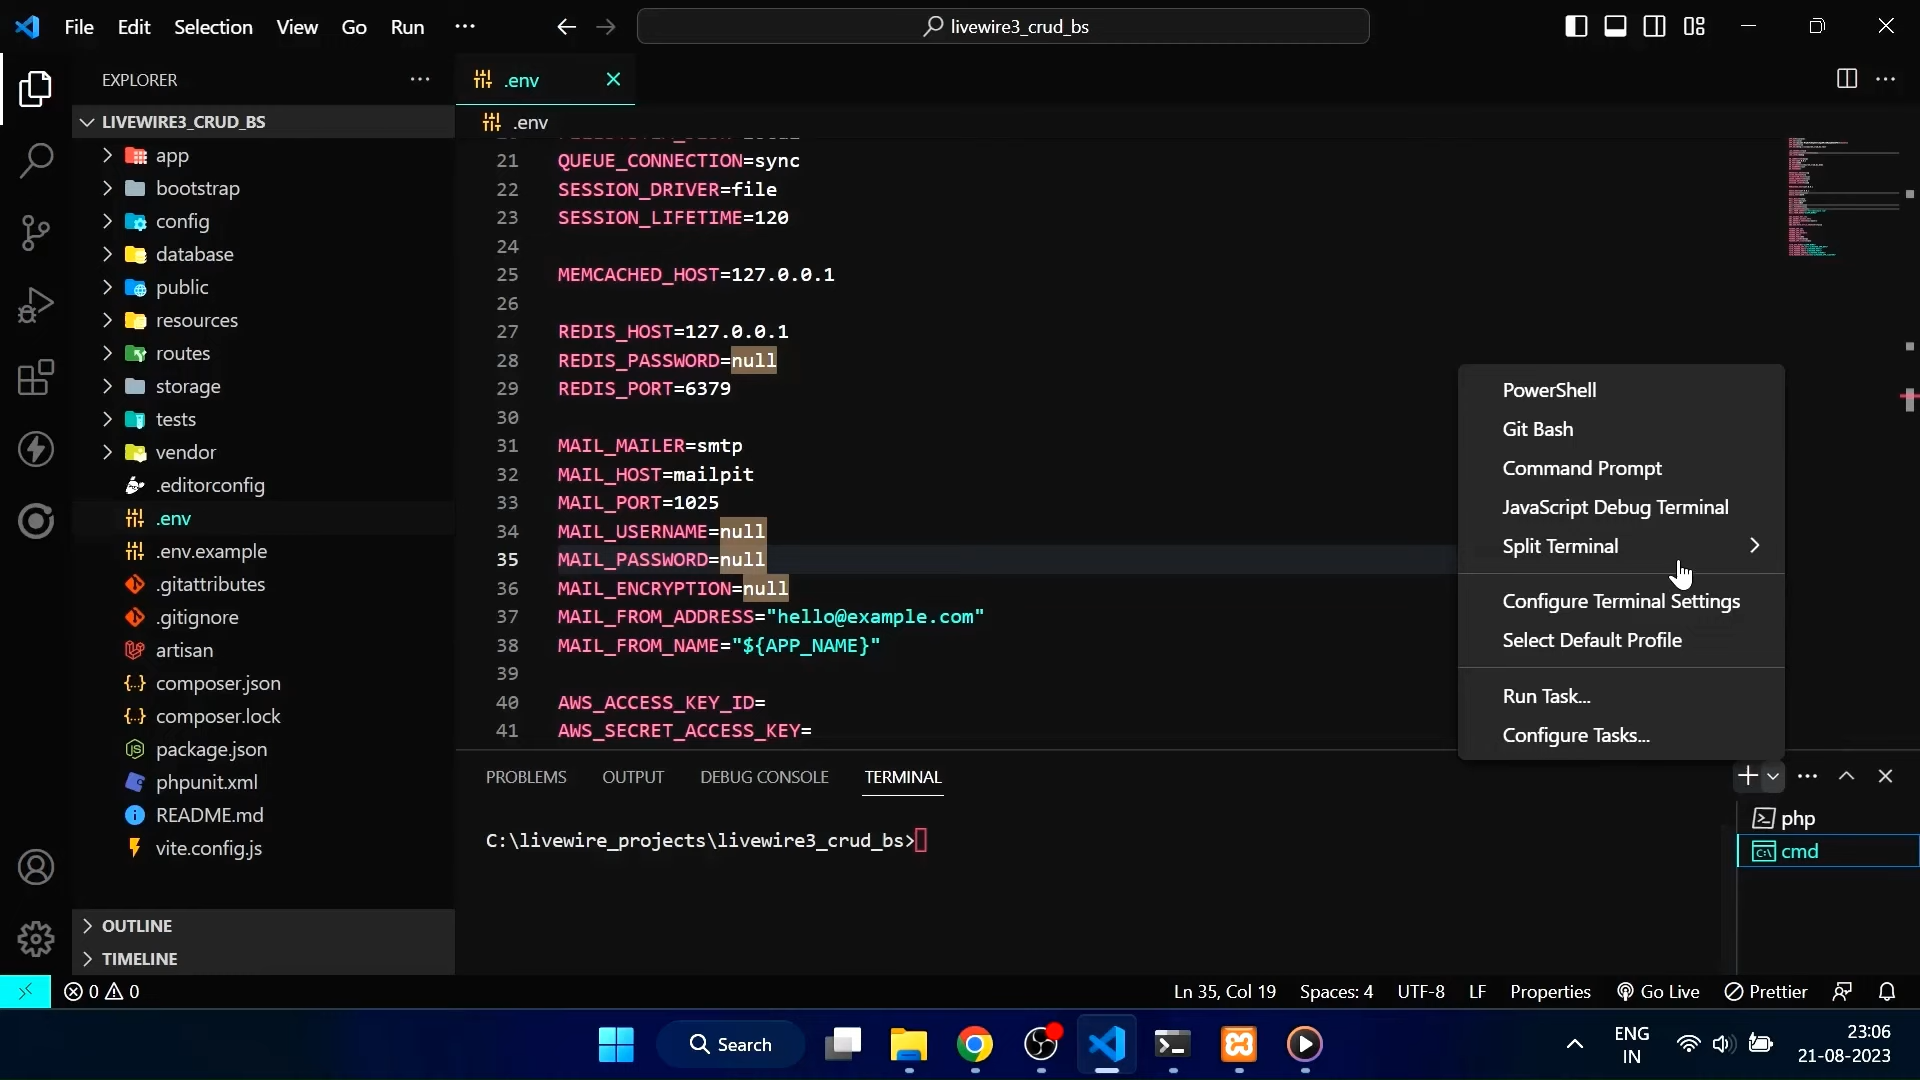 File Edit Selection View Go Run ···
livewire3_crud_bs
EXPLORER ···
LIVEWIRE3_CRUD_BS
app
bootstrap
config
database
public
resources
routes
storage
tests
vendor
.editorconfig
.env
.env.example
.gitattributes
.gitignore
artisan
composer.json
composer.lock
package.json
phpunit.xml
README.md
vite.config.js
OUTLINE
TIMELINE
.env
.env
21 QUEUE_CONNECTION=sync
22 SESSION_DRIVER=file
23 SESSION_LIFETIME=120
24
25 MEMCACHED_HOST=127.0.0.1
26
27 REDIS_HOST=127.0.0.1
28 REDIS_PASSWORD=null
29 REDIS_PORT=6379
30
31 MAIL_MAILER=smtp
32 MAIL_HOST=mailpit
33 MAIL_PORT=1025
34 MAIL_USERNAME=null
35 MAIL_PASSWORD=null
36 MAIL_ENCRYPTION=null
37 MAIL_FROM_ADDRESS="hello@example.com"
38 MAIL_FROM_NAME="${APP_NAME}"
39
40 AWS_ACCESS_KEY_ID=
41 AWS_SECRET_ACCESS_KEY=
PowerShell
Git Bash
Command Prompt
JavaScript Debug Terminal
Split Terminal
Configure Terminal Settings
Select Default Profile
Run Task...
Configure Tasks...
PROBLEMS OUTPUT DEBUG CONSOLE TERMINAL
C:\livewire_projects\livewire3_crud_bs>
php
cmd
0 0
Ln 35, Col 19 Spaces: 4 UTF-8 LF Properties Go Live Prettier
Search
ENG
IN
23:06
21-08-2023